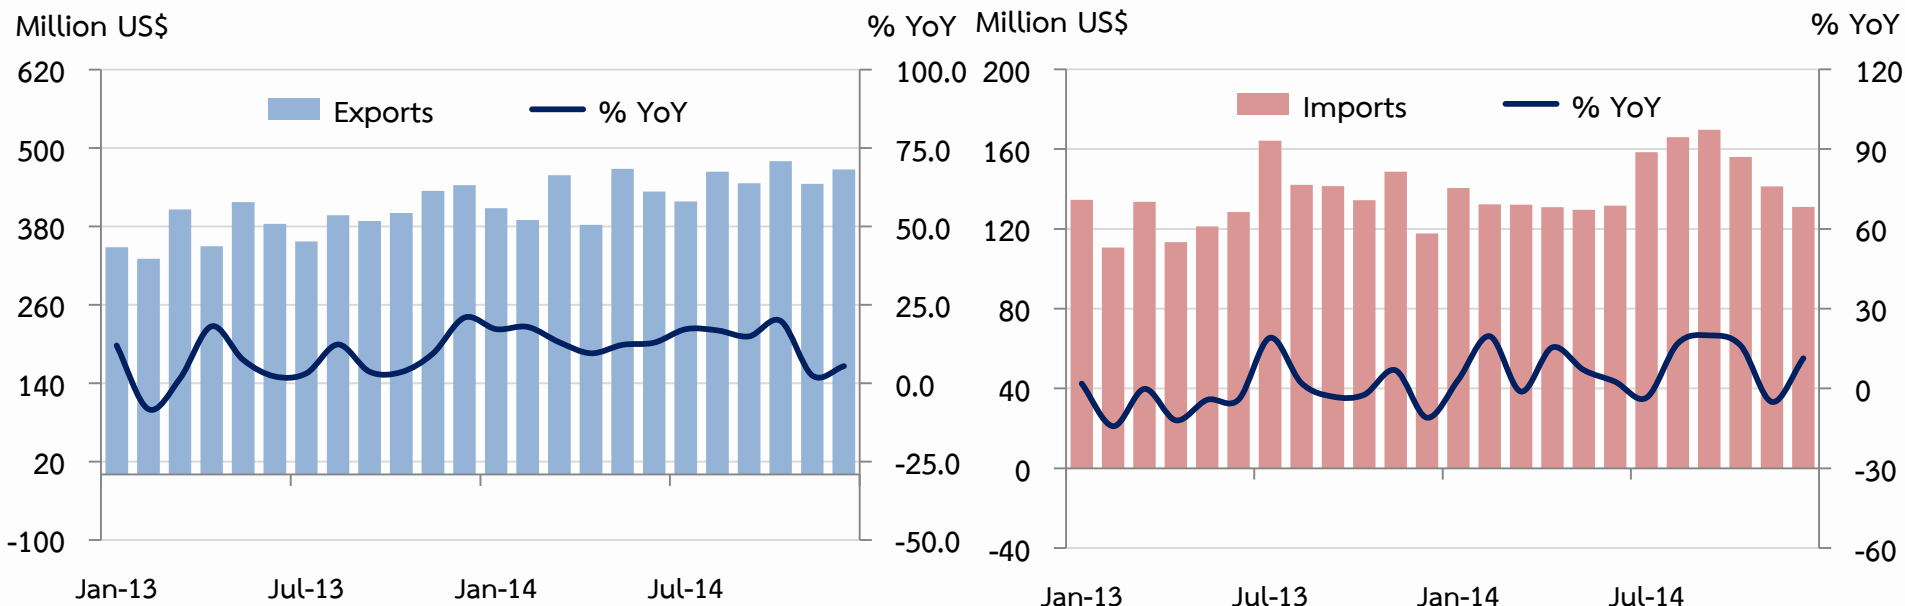 Million US$
% YoY
620
500
380
260
140
20
-100
100.0
75.0
50.0
25.0
0.0
-25.0
-50.0
Exports
% YoY
Jan-13
Jul-13
Jan-14
Jul-14
Million US$
% YoY
200
160
120
80
40
0
-40
120
90
60
30
0
-30
-60
Imports
% YoY
Jan-13
Jul-13
Jan-14
Jul-14